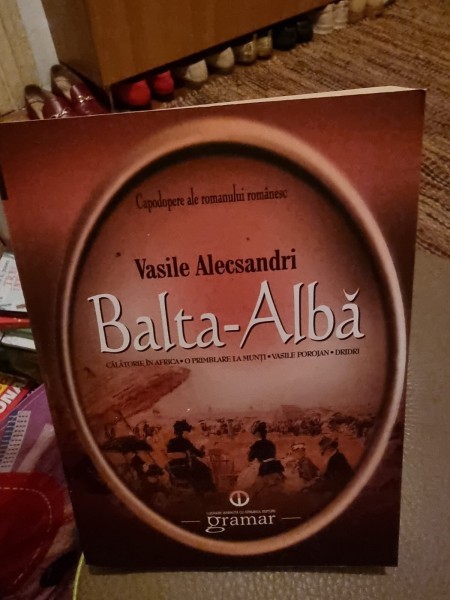 Capodopere ale romanului românesc
Vasile Alecsandri
Balta-Albă
CĂLĂTORIE ÎN AFRICA • O PRIMBLARE LA MUNȚI • VASILE POROJAN • DRIDRI
gramar